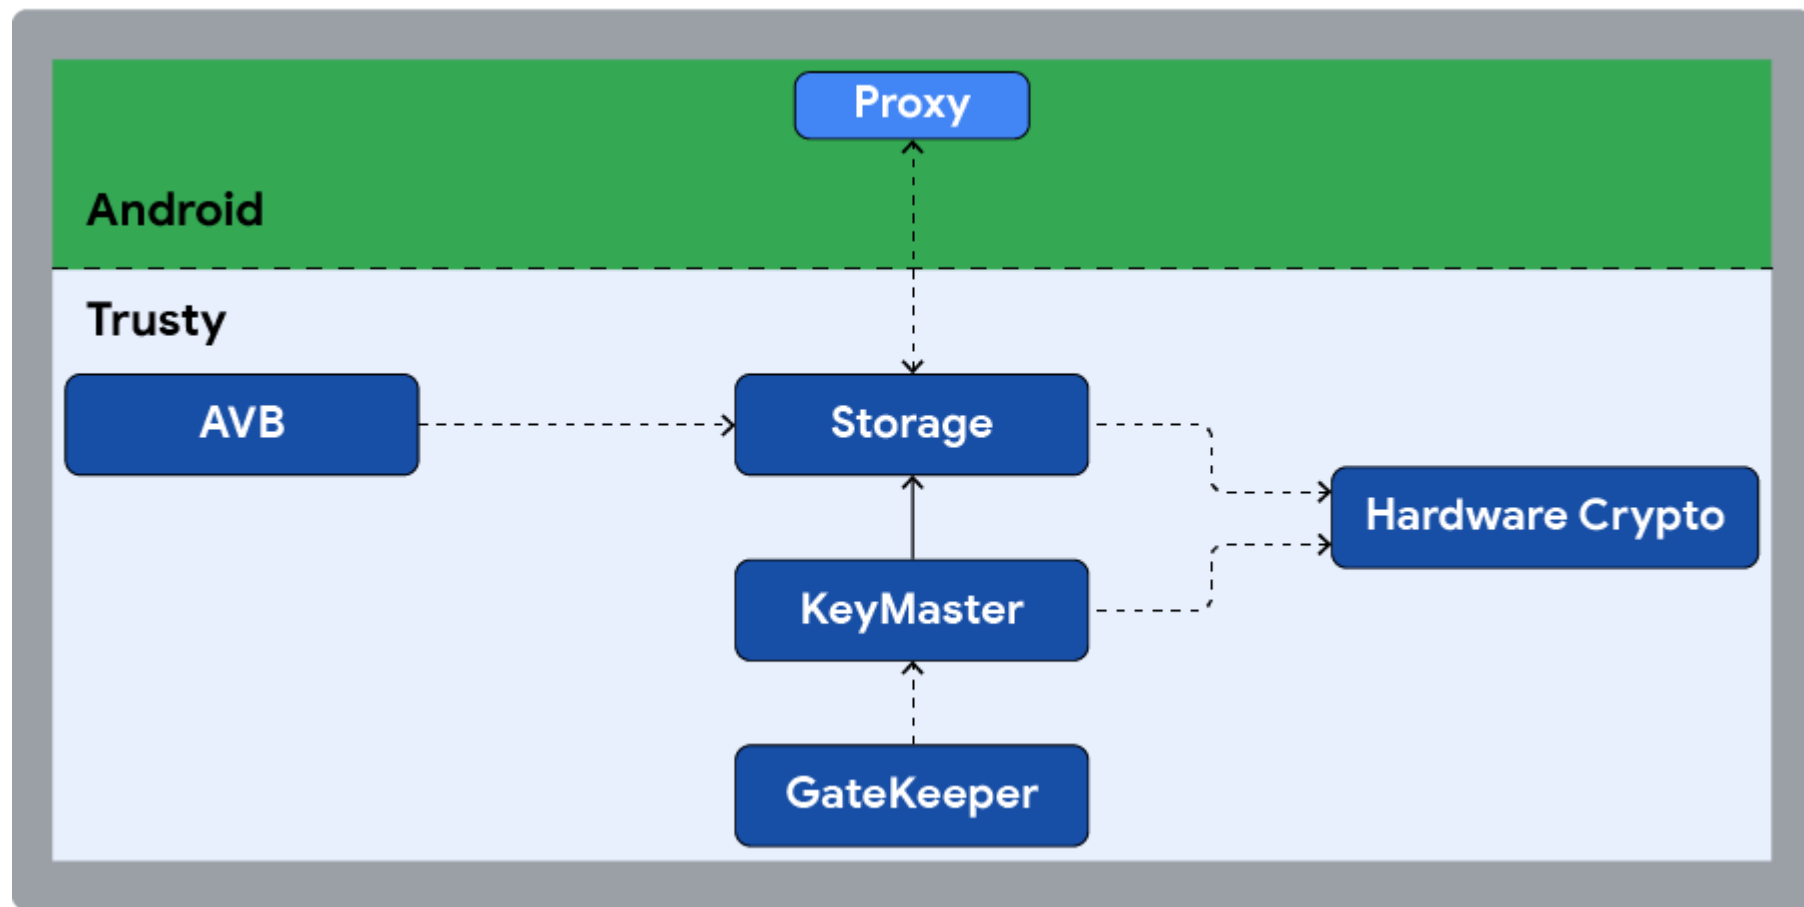 Proxy
Android
Trusty
AVB
Storage
Hardware Crypto
KeyMaster
GateKeeper